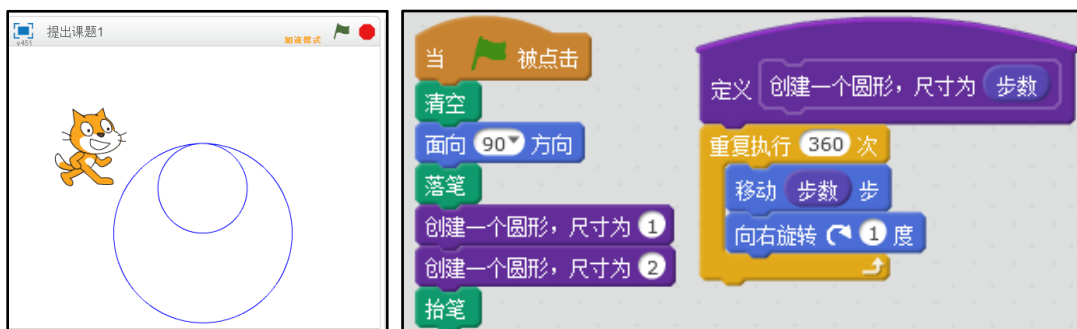 提出课题1
v451
加速模式
当 被点击
清空
面向 90 方向
落笔
创建一个圆形，尺寸为 1
创建一个圆形，尺寸为 2
抬笔
定义 创建一个圆形，尺寸为 步数
重复执行 360 次
移动 步数 步
向右旋转 1 度